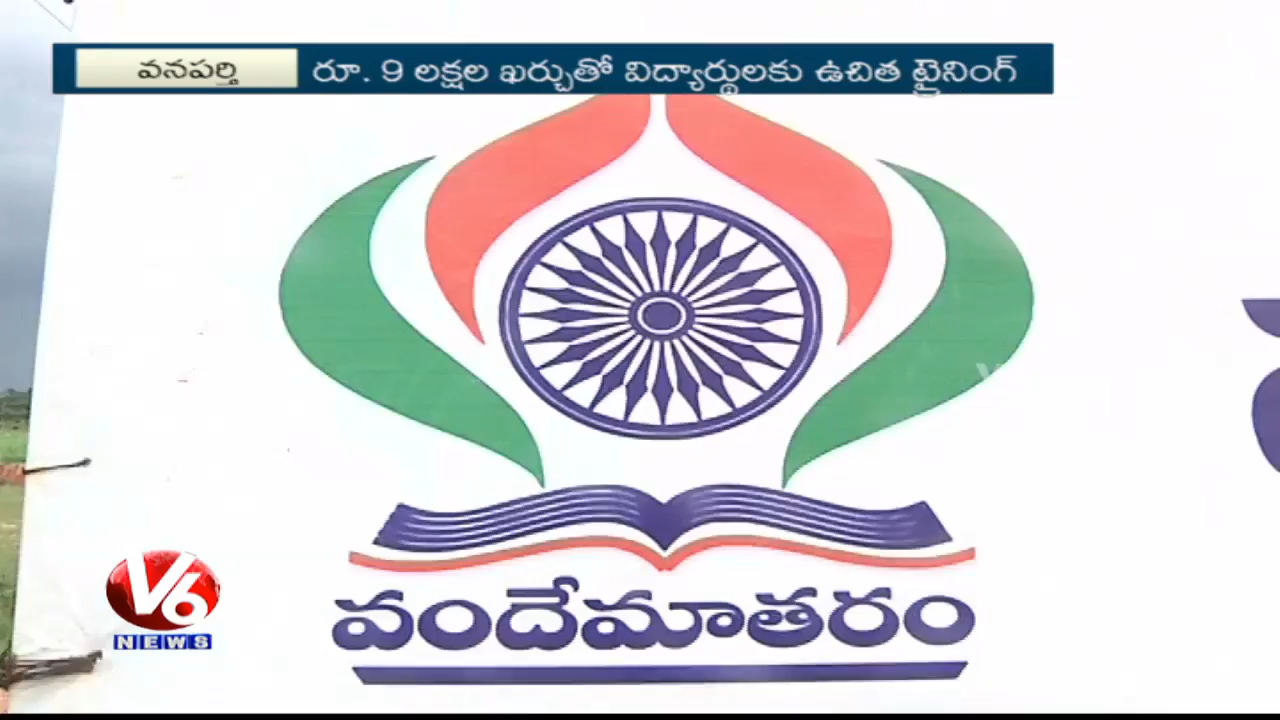 వనపర్తి రూ. 9 లక్షల ఖర్చుతో విద్యార్థులకు ఉచిత ట్రైనింగ్
వందేమాతరం
V6
NEWS